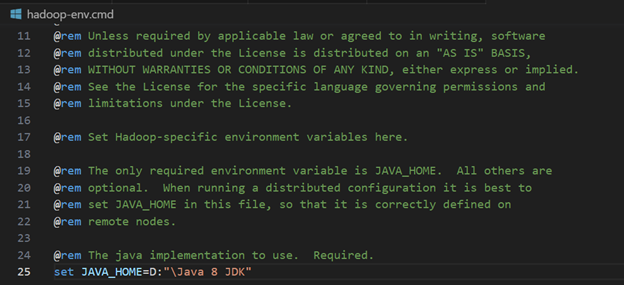 hadoop-env.cmd
11 @rem Unless required by applicable law or agreed to in writing, software
12 @rem distributed under the License is distributed on an "AS IS" BASIS,
13 @rem WITHOUT WARRANTIES OR CONDITIONS OF ANY KIND, either express or implied.
14 @rem See the License for the specific language governing permissions and
15 @rem limitations under the License.
16
17 @rem Set Hadoop-specific environment variables here.
18
19 @rem The only required environment variable is JAVA_HOME.  All others are
20 @rem optional.  When running a distributed configuration it is best to
21 @rem set JAVA_HOME in this file, so that it is correctly defined on
22 @rem remote nodes.
23
24 @rem The java implementation to use.  Required.
25 set JAVA_HOME=D:"\Java 8 JDK"